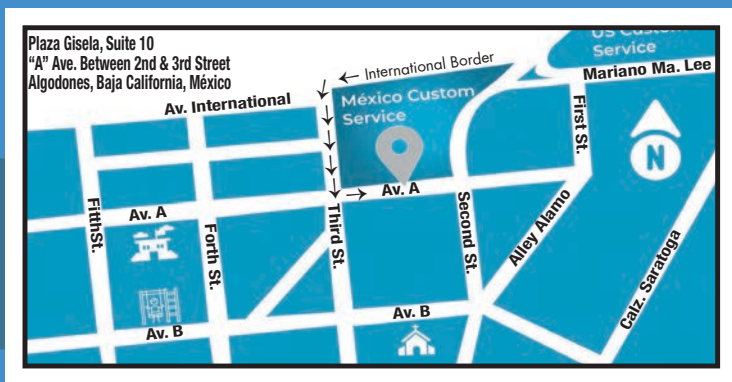 Plaza Gisela, Suite 10
“A” Ave. Between 2nd & 3rd Street
Algodones, Baja California, México
US Custom
Service
International Border
Mariano Ma. Lee
Av. International
México Custom
Service
First St.
N
Av. A
Av. A
Fifth St.
Forth St.
Third St.
Second St.
Alley Alamo
Calz. Saratoga
Av. B
Av. B